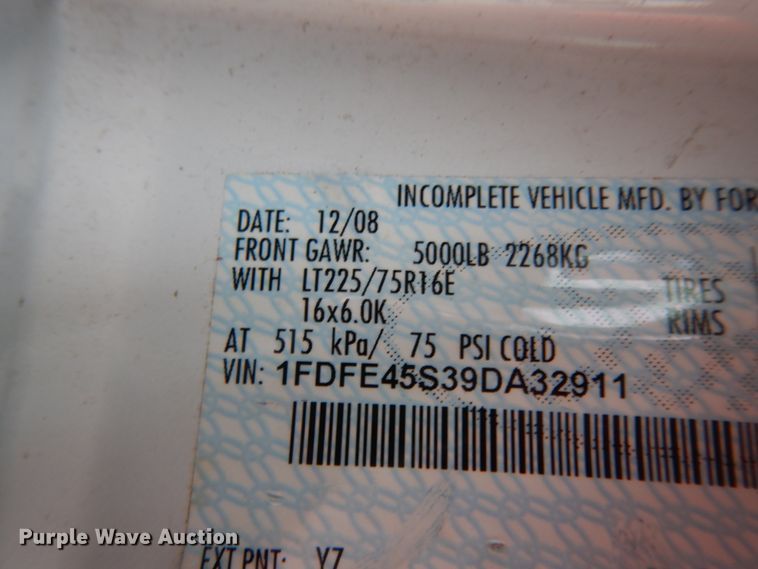 INCOMPLETE VEHICLE MFD. BY FOR
DATE: 12/08
FRONT GAWR: 5000LB 2268KG
WITH LT225/75R16E TIRES
16x6.0K RIMS
AT 515 kPa/ 75 PSI COLD
VIN: 1FDFE45S39DA32911
EXT PNT: YZ
Purple Wave Auction